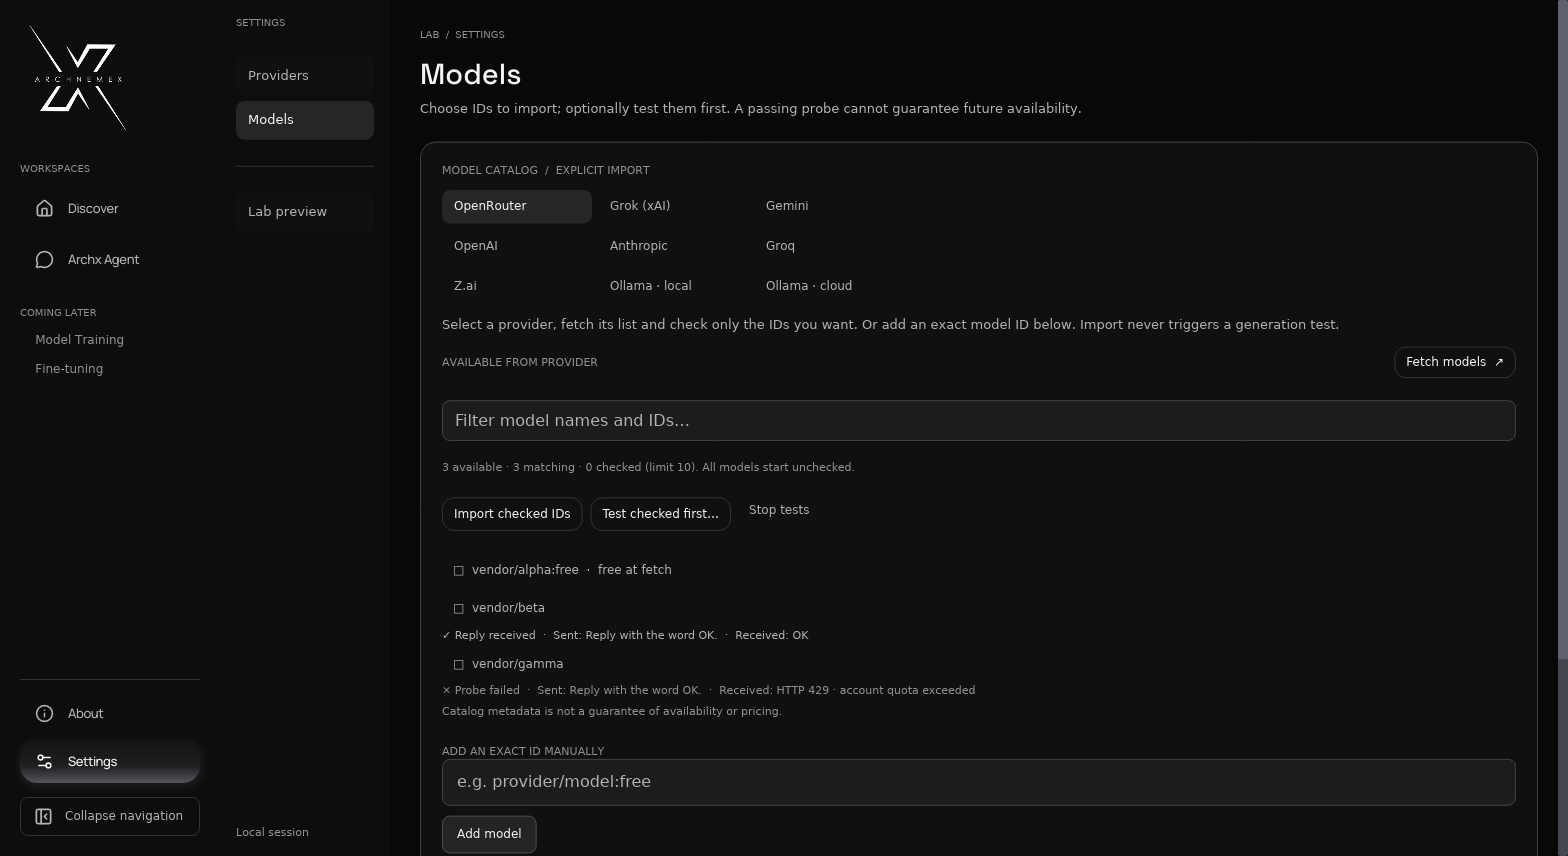 ARCHNEMEX
WORKSPACES
Discover
Archx Agent
COMING LATER
Model Training
Fine-tuning
About
Settings
Collapse navigation
SETTINGS
Providers
Models
Lab preview
Local session
LAB / SETTINGS
Models
Choose IDs to import; optionally test them first. A passing probe cannot guarantee future availability.
MODEL CATALOG / EXPLICIT IMPORT
OpenRouter Grok (xAI) Gemini
OpenAI Anthropic Groq
Z.ai Ollama · local Ollama · cloud
Select a provider, fetch its list and check only the IDs you want. Or add an exact model ID below. Import never triggers a generation test.
AVAILABLE FROM PROVIDER Fetch models ↗
Filter model names and IDs...
3 available · 3 matching · 0 checked (limit 10). All models start unchecked.
Import checked IDs Test checked first... Stop tests
□ vendor/alpha:free · free at fetch
□ vendor/beta
✓ Reply received · Sent: Reply with the word OK. · Received: OK
□ vendor/gamma
× Probe failed · Sent: Reply with the word OK. · Received: HTTP 429 · account quota exceeded
Catalog metadata is not a guarantee of availability or pricing.
ADD AN EXACT ID MANUALLY
e.g. provider/model:free
Add model